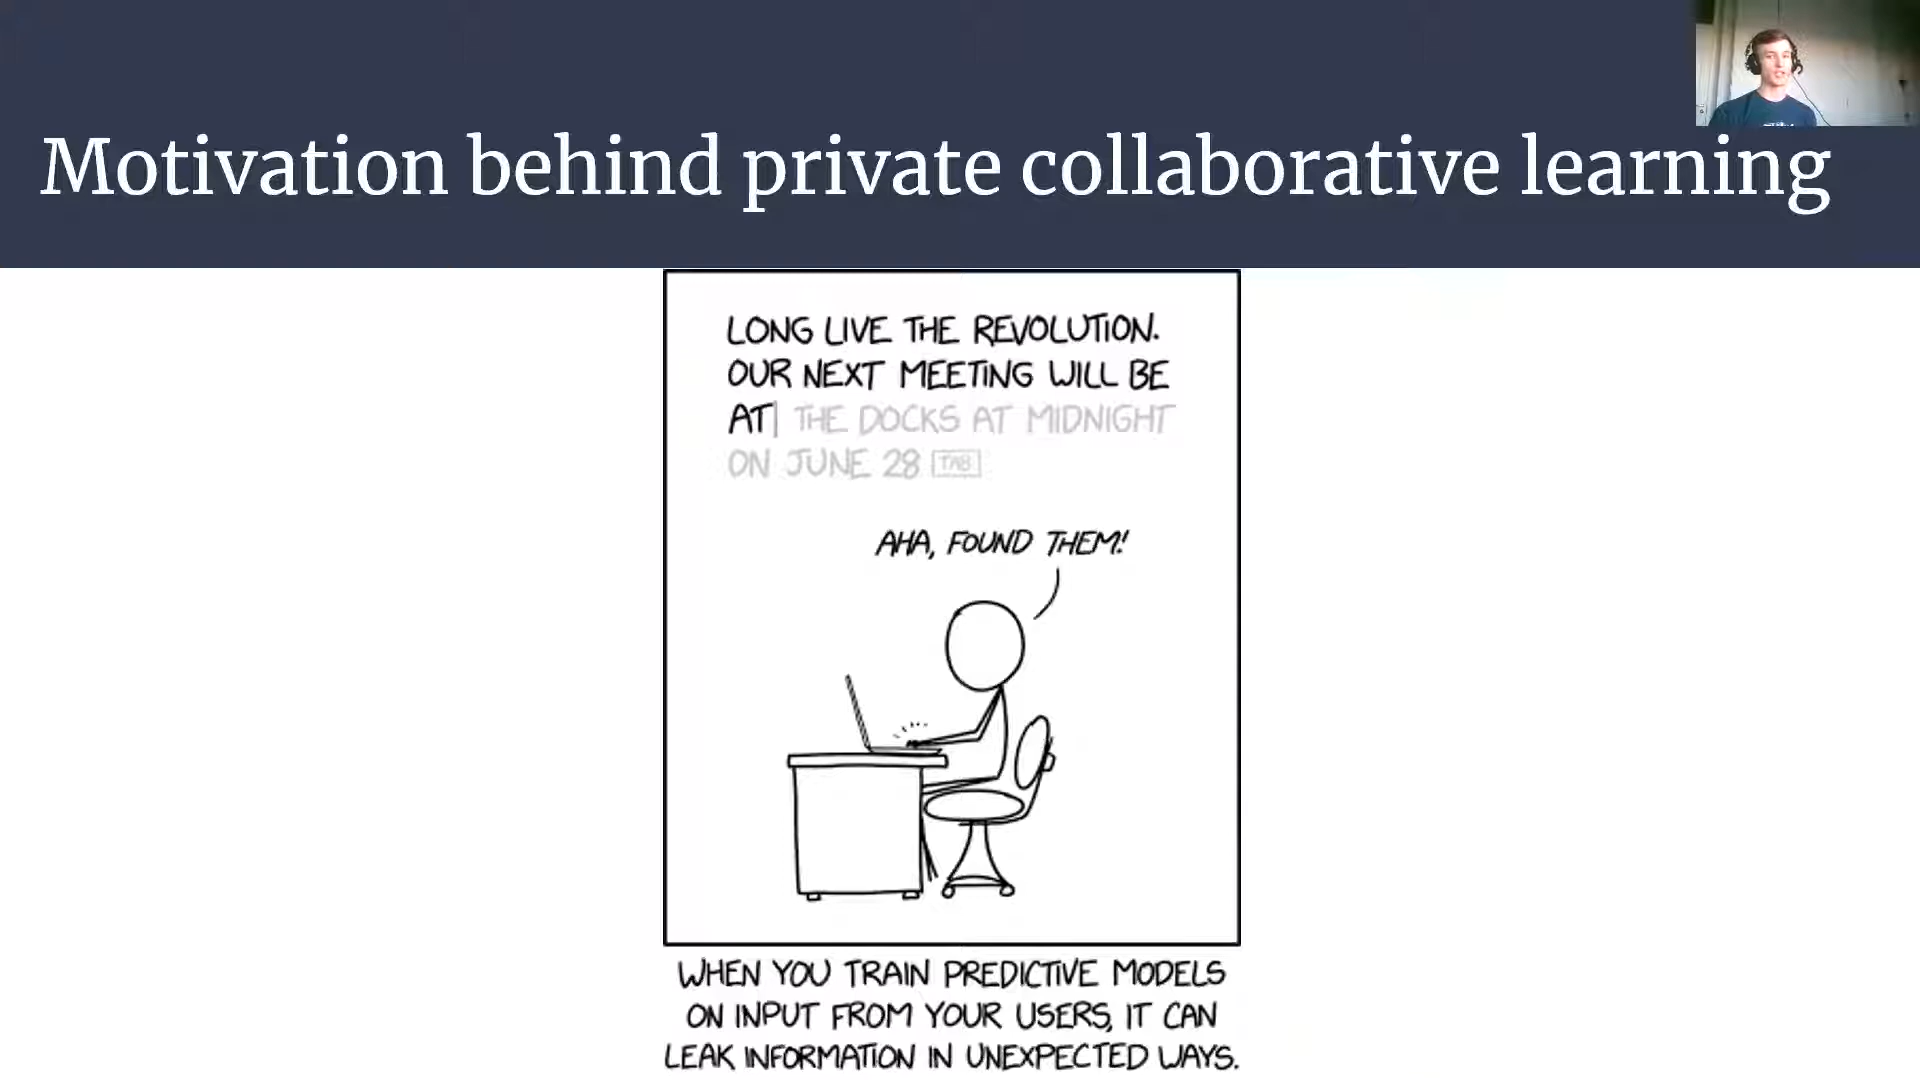 Motivation behind private collaborative learning
LONG LIVE THE REVOLUTION.
OUR NEXT MEETING WILL BE
AT| THE DOCKS AT MIDNIGHT
ON JUNE 28 TAB
AHA, FOUND THEM!
WHEN YOU TRAIN PREDICTIVE MODELS
ON INPUT FROM YOUR USERS, IT CAN
LEAK INFORMATION IN UNEXPECTED WAYS.